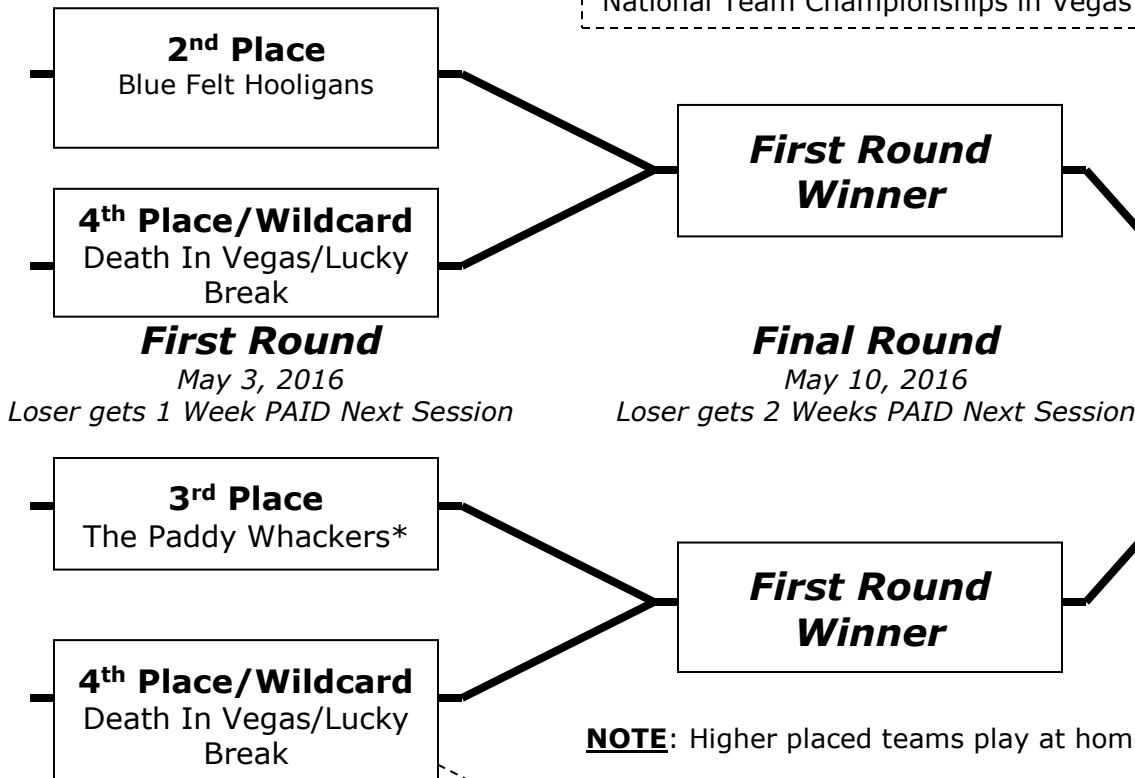 National Team Championships in Vegas
2nd Place
Blue Felt Hooligans
First Round
Winner
4th Place/Wildcard
Death In Vegas/Lucky
Break
First Round
May 3, 2016
Loser gets 1 Week PAID Next Session
Final Round
May 10, 2016
Loser gets 2 Weeks PAID Next Session
3rd Place
The Paddy Whackers*
First Round
Winner
4th Place/Wildcard
Death In Vegas/Lucky
Break
NOTE: Higher placed teams play at hom